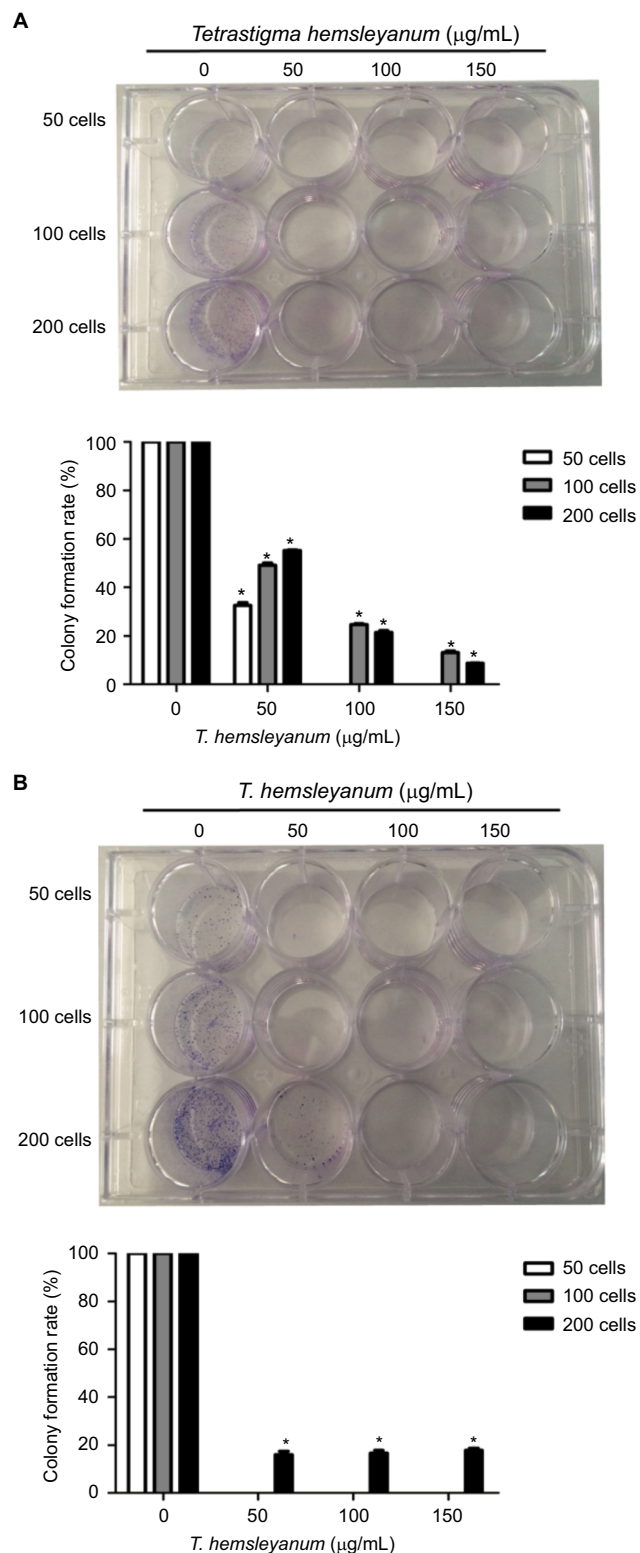 A
Tetrastigma hemsleyanum (μg/mL)
0 50 100 150
50 cells
100 cells
200 cells
Colony formation rate (%)
100
80
60
40
20
0
* * *
* *
* *
0 50 100 150
T. hemsleyanum (μg/mL)
50 cells
100 cells
200 cells
B
T. hemsleyanum (μg/mL)
0 50 100 150
50 cells
100 cells
200 cells
Colony formation rate (%)
100
80
60
40
20
0
* * *
0 50 100 150
T. hemsleyanum (μg/mL)
50 cells
100 cells
200 cells